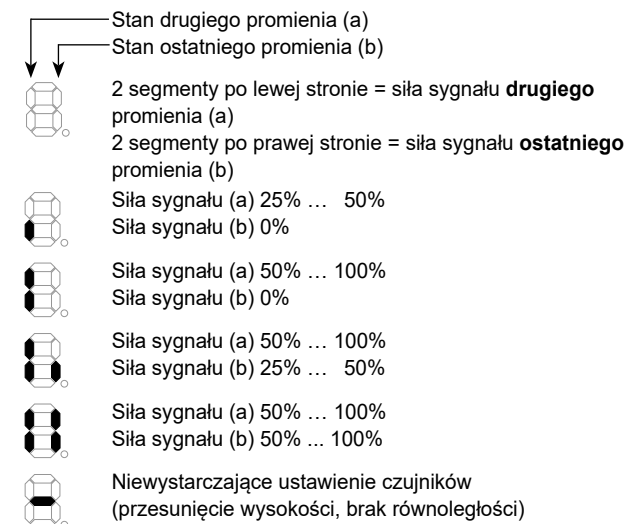 Stan drugiego promienia (a)
Stan ostatniego promienia (b)
2 segmenty po lewej stronie = siła sygnału drugiego
promienia (a)
2 segmenty po prawej stronie = siła sygnału ostatniego
promienia (b)
Siła sygnału (a) 25% … 50%
Siła sygnału (b) 0%
Siła sygnału (a) 50% … 100%
Siła sygnału (b) 0%
Siła sygnału (a) 50% … 100%
Siła sygnału (b) 25% … 50%
Siła sygnału (a) 50% … 100%
Siła sygnału (b) 50% ... 100%
Niewystarczające ustawienie czujników
(przesunięcie wysokości, brak równoległości)